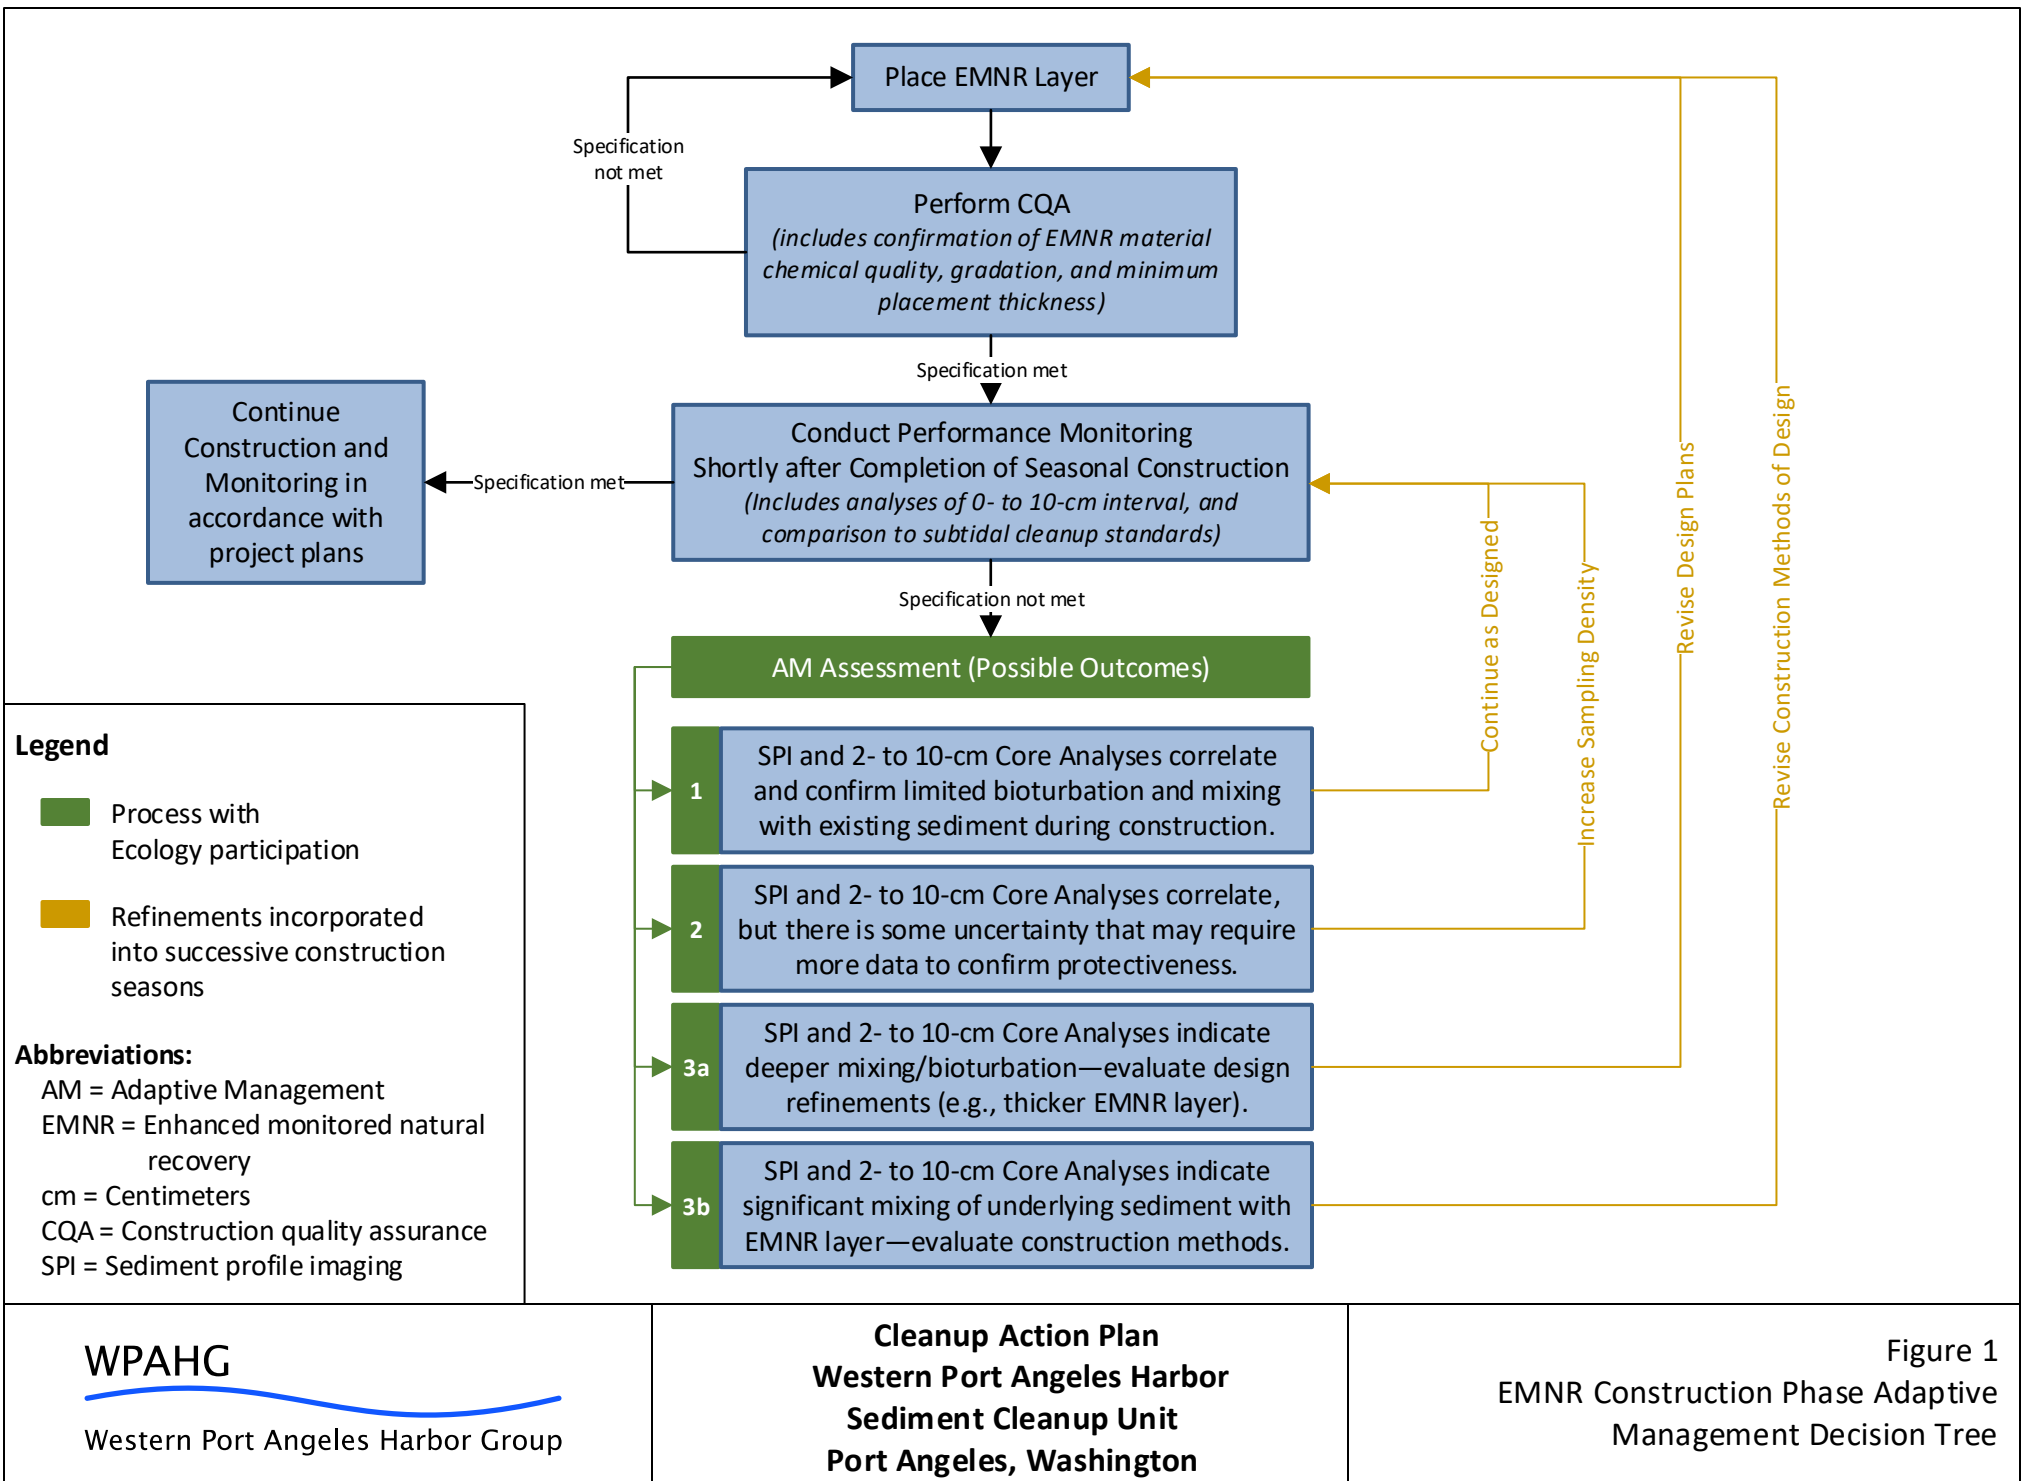 Place EMNR Layer
Specification
not met
Perform CQA
(includes confirmation of EMNR material
chemical quality, gradation, and minimum
placement thickness)
Specification met
Continue
Construction and
Monitoring in
accordance with
project plans
Specification met
Conduct Performance Monitoring
Shortly after Completion of Seasonal Construction
(Includes analyses of 0- to 10-cm interval, and
comparison to subtidal cleanup standards)
Specification not met
AM Assessment (Possible Outcomes)
1
SPI and 2- to 10-cm Core Analyses correlate
and confirm limited bioturbation and mixing
with existing sediment during construction.
2
SPI and 2- to 10-cm Core Analyses correlate,
but there is some uncertainty that may require
more data to confirm protectiveness.
3a
SPI and 2- to 10-cm Core Analyses indicate
deeper mixing/bioturbation—evaluate design
refinements (e.g., thicker EMNR layer).
3b
SPI and 2- to 10-cm Core Analyses indicate
significant mixing of underlying sediment with
EMNR layer—evaluate construction methods.
Continue as Designed
Increase Sampling Density
Revise Design Plans
Revise Construction Methods of Design
Legend
Process with
Ecology participation
Refinements incorporated
into successive construction
seasons
Abbreviations:
AM = Adaptive Management
EMNR = Enhanced monitored natural
recovery
cm = Centimeters
CQA = Construction quality assurance
SPI = Sediment profile imaging
WPAHG
Western Port Angeles Harbor Group
Cleanup Action Plan
Western Port Angeles Harbor
Sediment Cleanup Unit
Port Angeles, Washington
Figure 1
EMNR Construction Phase Adaptive
Management Decision Tree